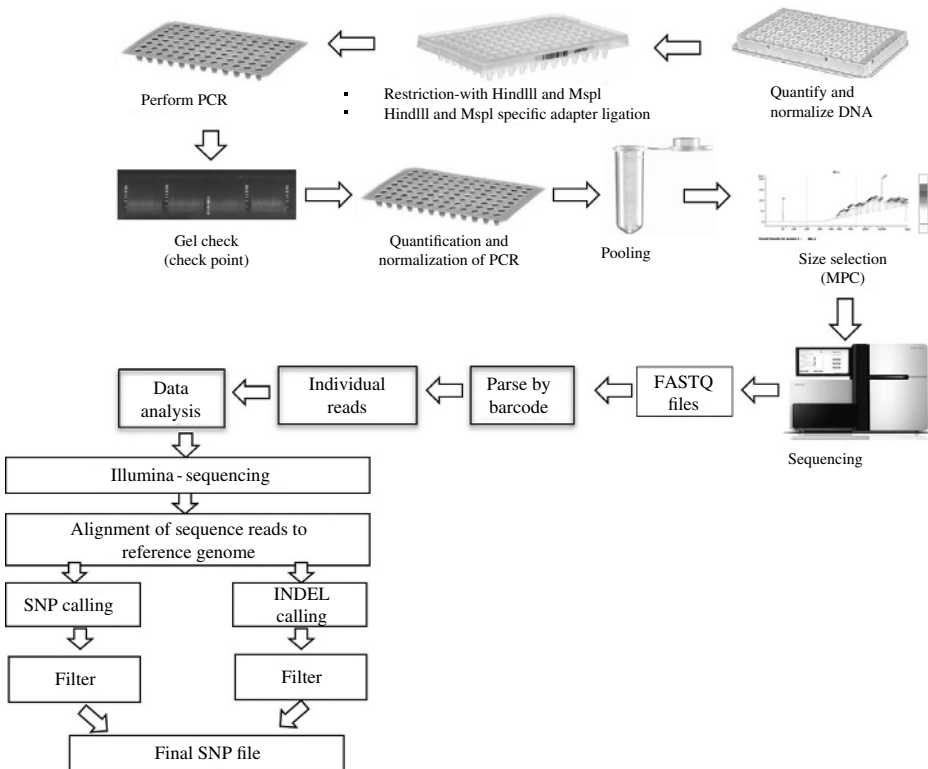 Quantify and
normalize DNA
▪ Restriction-with HindIII and MspI
▪ HindIII and MspI specific adapter ligation
Perform PCR
Gel check
(check point)
Quantification and
normalization of PCR
Pooling
Size selection
(MPC)
Sequencing
FASTQ
files
Parse by
barcode
Individual
reads
Data
analysis
Illumina - sequencing
Alignment of sequence reads to
reference genome
SNP calling
INDEL
calling
Filter
Filter
Final SNP file